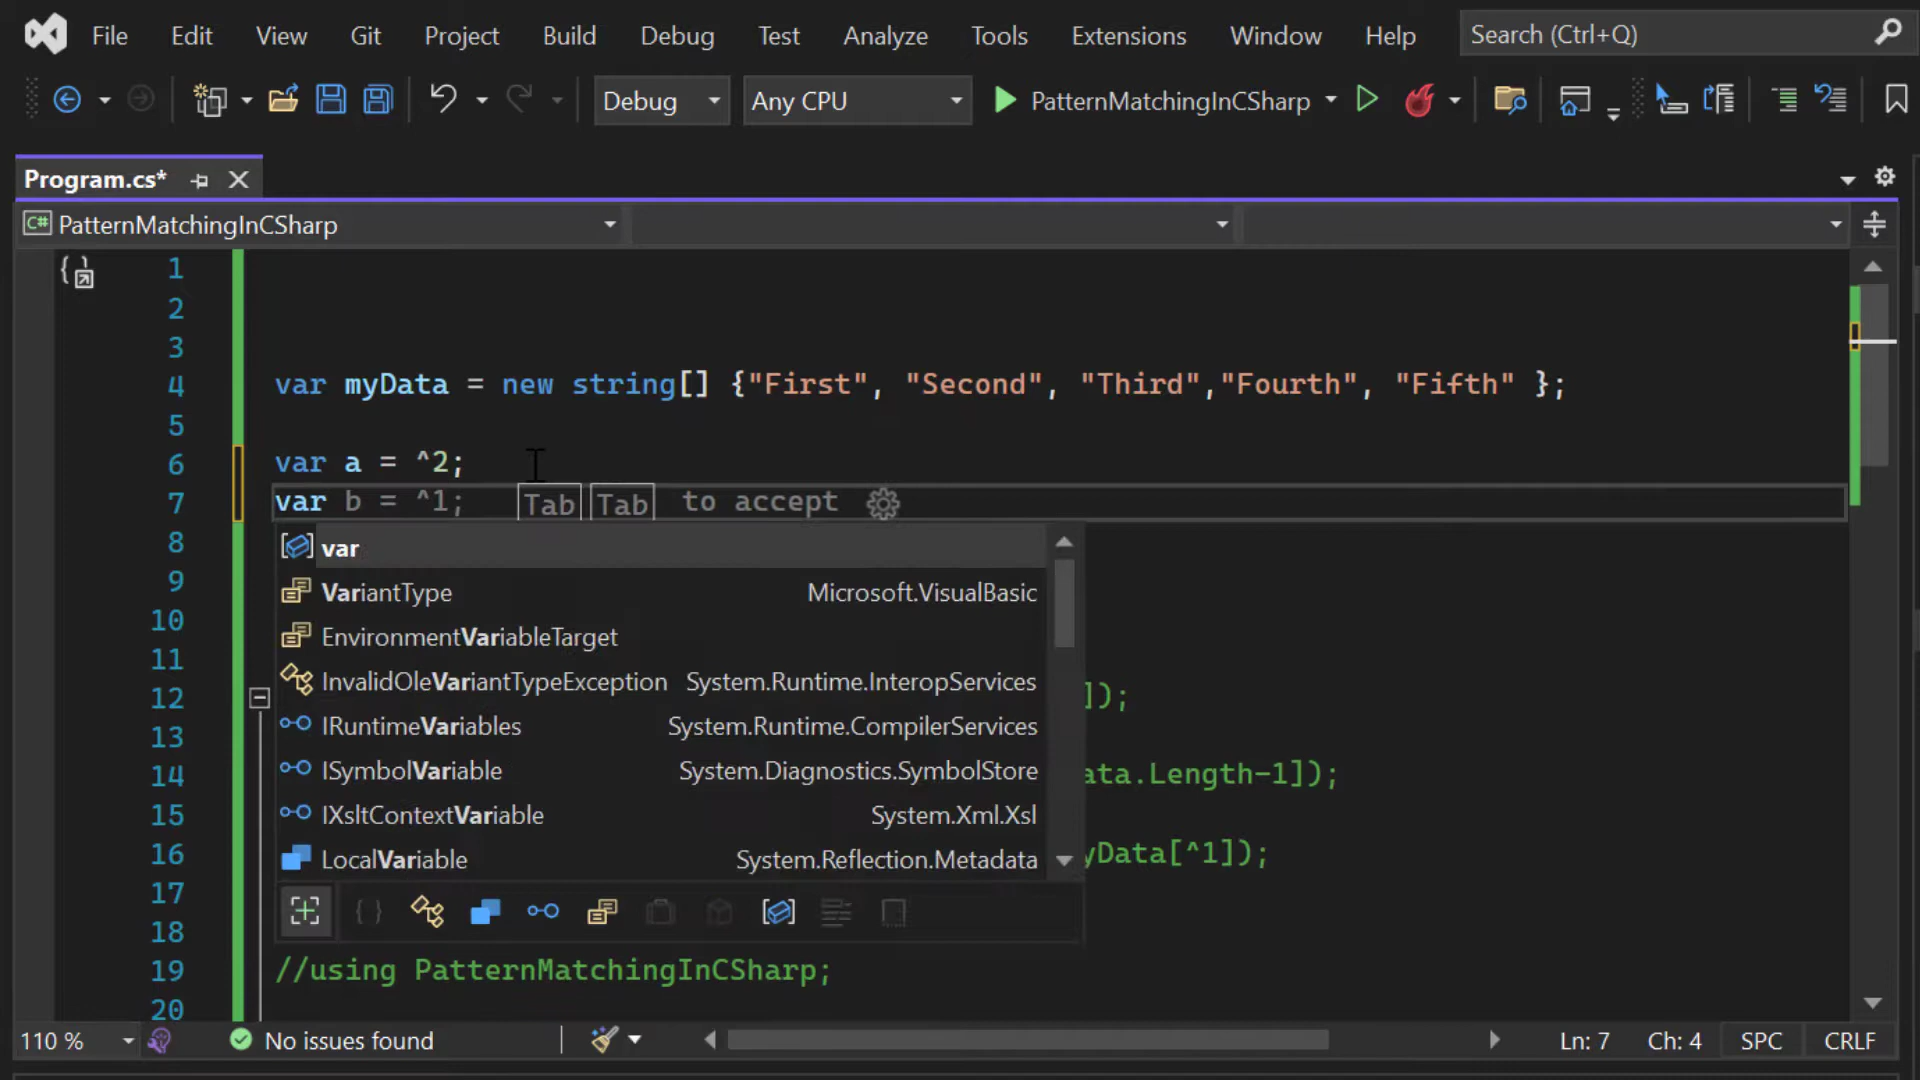 File Edit View Git Project Build Debug Test Analyze Tools Extensions Window Help Search (Ctrl+Q)
Debug Any CPU PatternMatchingInCSharp
Program.cs*
C# PatternMatchingInCSharp
1
2
3
4 var myData = new string[] {"First", "Second", "Third","Fourth", "Fifth" };
5
6 var a = ^2;
7 var b = ^1; Tab Tab to accept
8 var
9 VariantType Microsoft.VisualBasic
10 EnvironmentVariableTarget
11 InvalidOleVariantTypeException System.Runtime.InteropServices
12 ]);
IRuntimeVariables System.Runtime.CompilerServices
13
14 ISymbolVariable System.Diagnostics.SymbolStore ata.Length-1]);
15 IXsltContextVariable System.Xml.Xsl
16 LocalVariable System.Reflection.Metadata yData[^1]);
17
18
19 //using PatternMatchingInCSharp;
20
110 % No issues found Ln: 7 Ch: 4 SPC CRLF